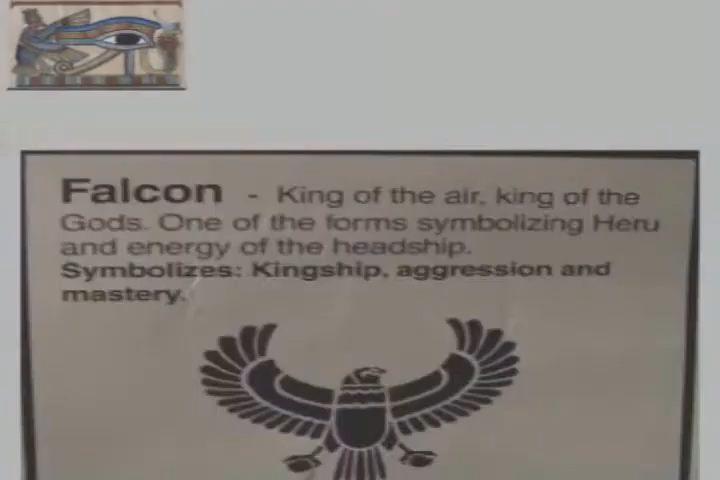 Falcon - King of the air, king of the
Gods. One of the forms symbolizing Heru
and energy of the headship.
Symbolizes: Kingship, aggression and
mastery.